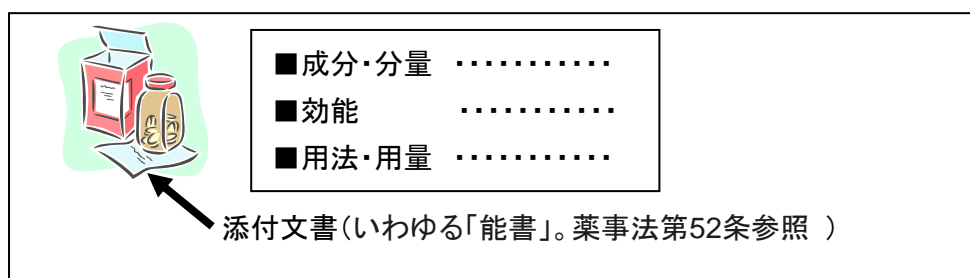 ■成分・分量 ・・・・・・・・・・・
■効能 ・・・・・・・・・・・
■用法・用量 ・・・・・・・・・・・
添付文書(いわゆる「能書」。薬事法第52条参照 )